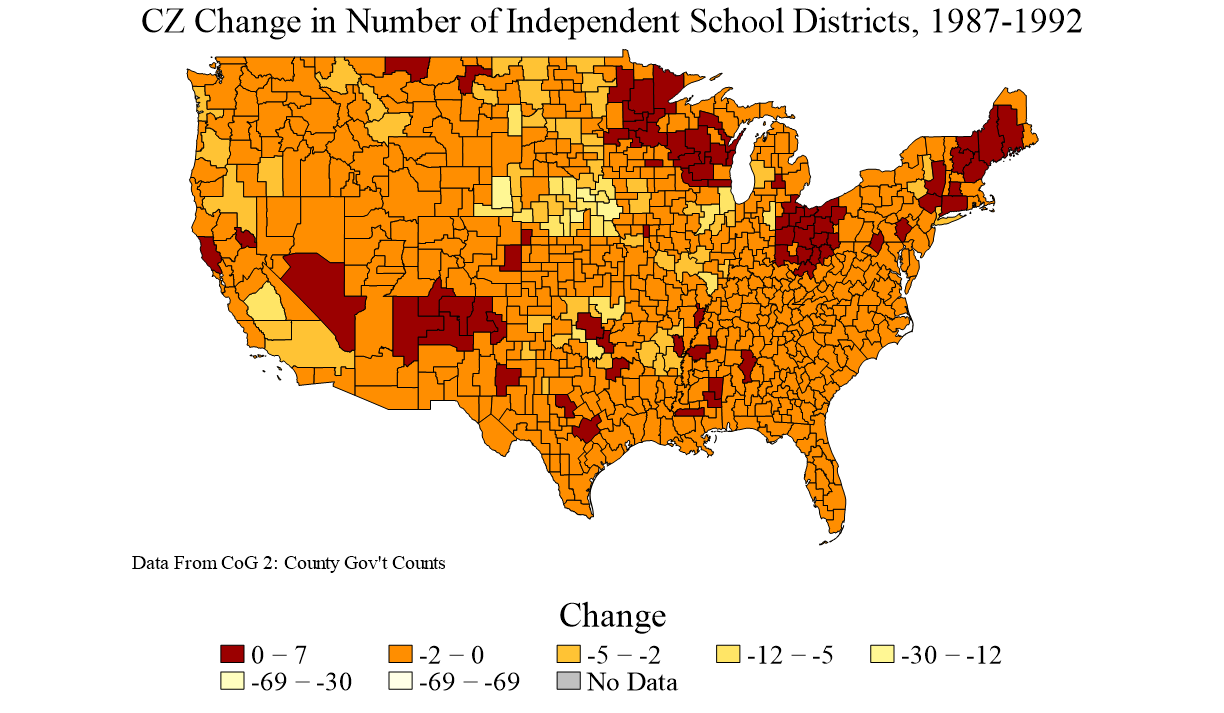 CZ Change in Number of Independent School Districts, 1987-1992
Data From CoG 2: County Gov't Counts
Change
0 − 7
-2 − 0
-5 − -2
-12 − -5
-30 − -12
-69 − -30
-69 − -69
No Data